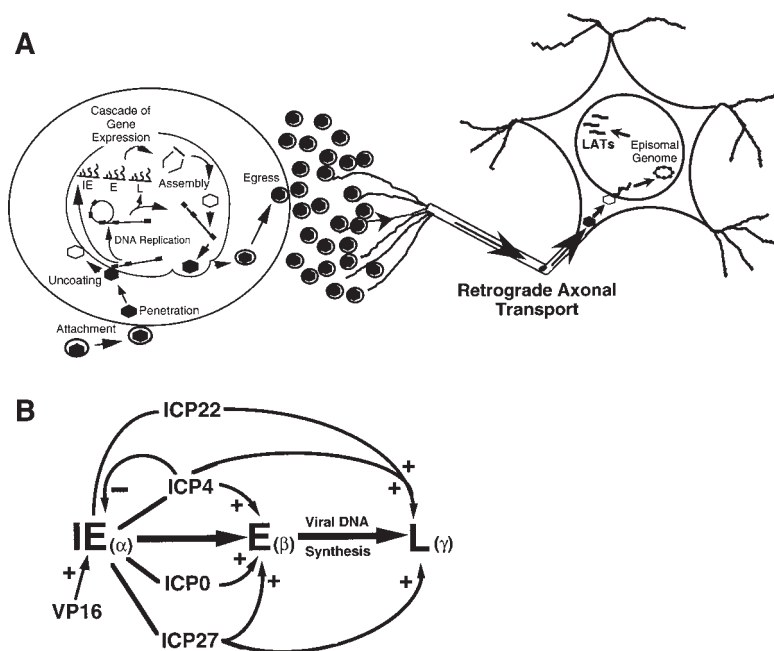 A
Cascade of
Gene
Expression
IE E L
Assembly
Egress
DNA Replication
Uncoating
Penetration
Attachment
LATs
Episomal
Genome
Retrograde Axonal
Transport
B
ICP22
+
ICP4
+
–
+
IE(α) E(β) Viral DNA Synthesis L(γ)
+
+
ICP0
+
+
VP16
ICP27